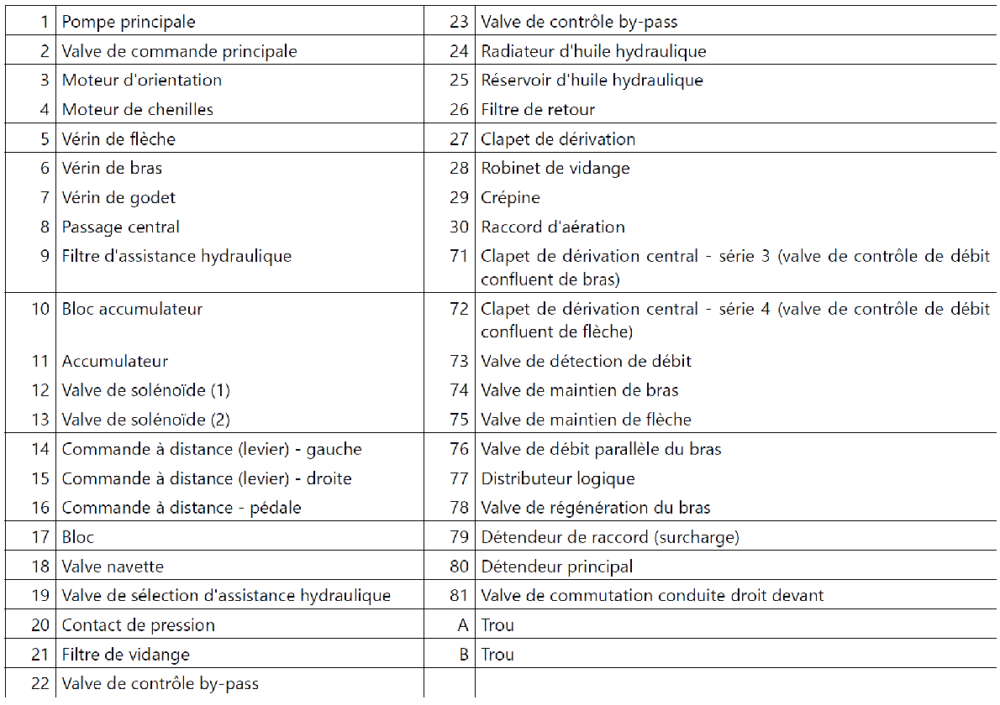 1 Pompe principale 23 Valve de contrôle by-pass
2 Valve de commande principale 24 Radiateur d'huile hydraulique
3 Moteur d'orientation 25 Réservoir d'huile hydraulique
4 Moteur de chenilles 26 Filtre de retour
5 Vérin de flèche 27 Clapet de dérivation
6 Vérin de bras 28 Robinet de vidange
7 Vérin de godet 29 Crépine
8 Passage central 30 Raccord d'aération
9 Filtre d'assistance hydraulique 71 Clapet de dérivation central - série 3 (valve de contrôle de débit
confluent de bras)
10 Bloc accumulateur 72 Clapet de dérivation central - série 4 (valve de contrôle de débit
confluent de flèche)
11 Accumulateur 73 Valve de détection de débit
12 Valve de solénoïde (1) 74 Valve de maintien de bras
13 Valve de solénoïde (2) 75 Valve de maintien de flèche
14 Commande à distance (levier) - gauche 76 Valve de débit parallèle du bras
15 Commande à distance (levier) - droite 77 Distributeur logique
16 Commande à distance - pédale 78 Valve de régénération du bras
17 Bloc 79 Détendeur de raccord (surcharge)
18 Valve navette 80 Détendeur principal
19 Valve de sélection d'assistance hydraulique 81 Valve de commutation conduite droit devant
20 Contact de pression A Trou
21 Filtre de vidange B Trou
22 Valve de contrôle by-pass